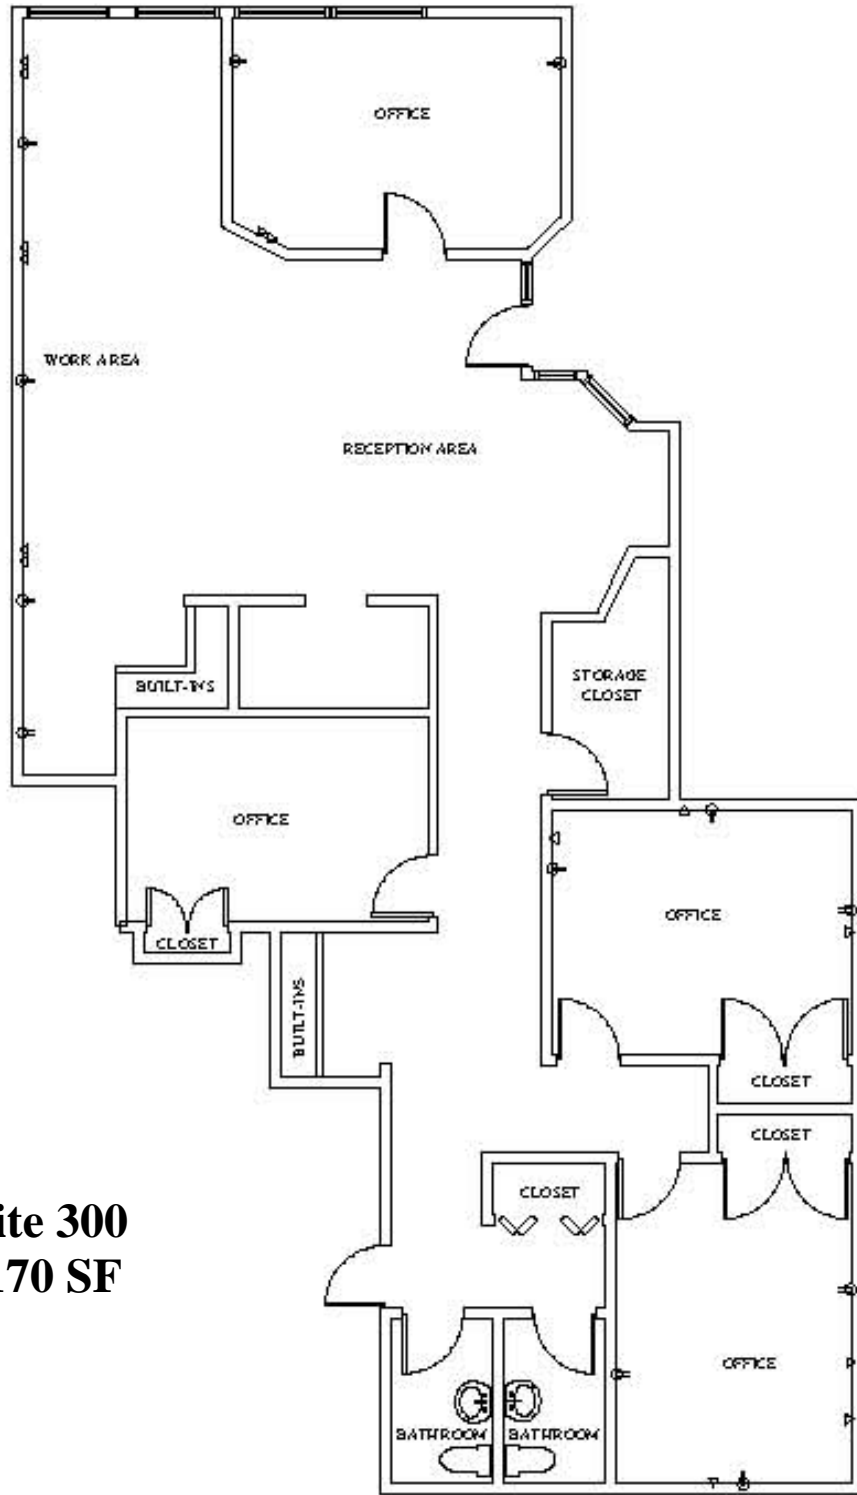 OFFICE
WORK AREA
RECEPTION AREA
BUILT-INS
STORAGE
CLOSET
OFFICE
OFFICE
CLOSET
BUILT-INS
CLOSET
CLOSET
CLOSET
ite 300
170 SF
OFFICE
BATHROOM
BATHROOM